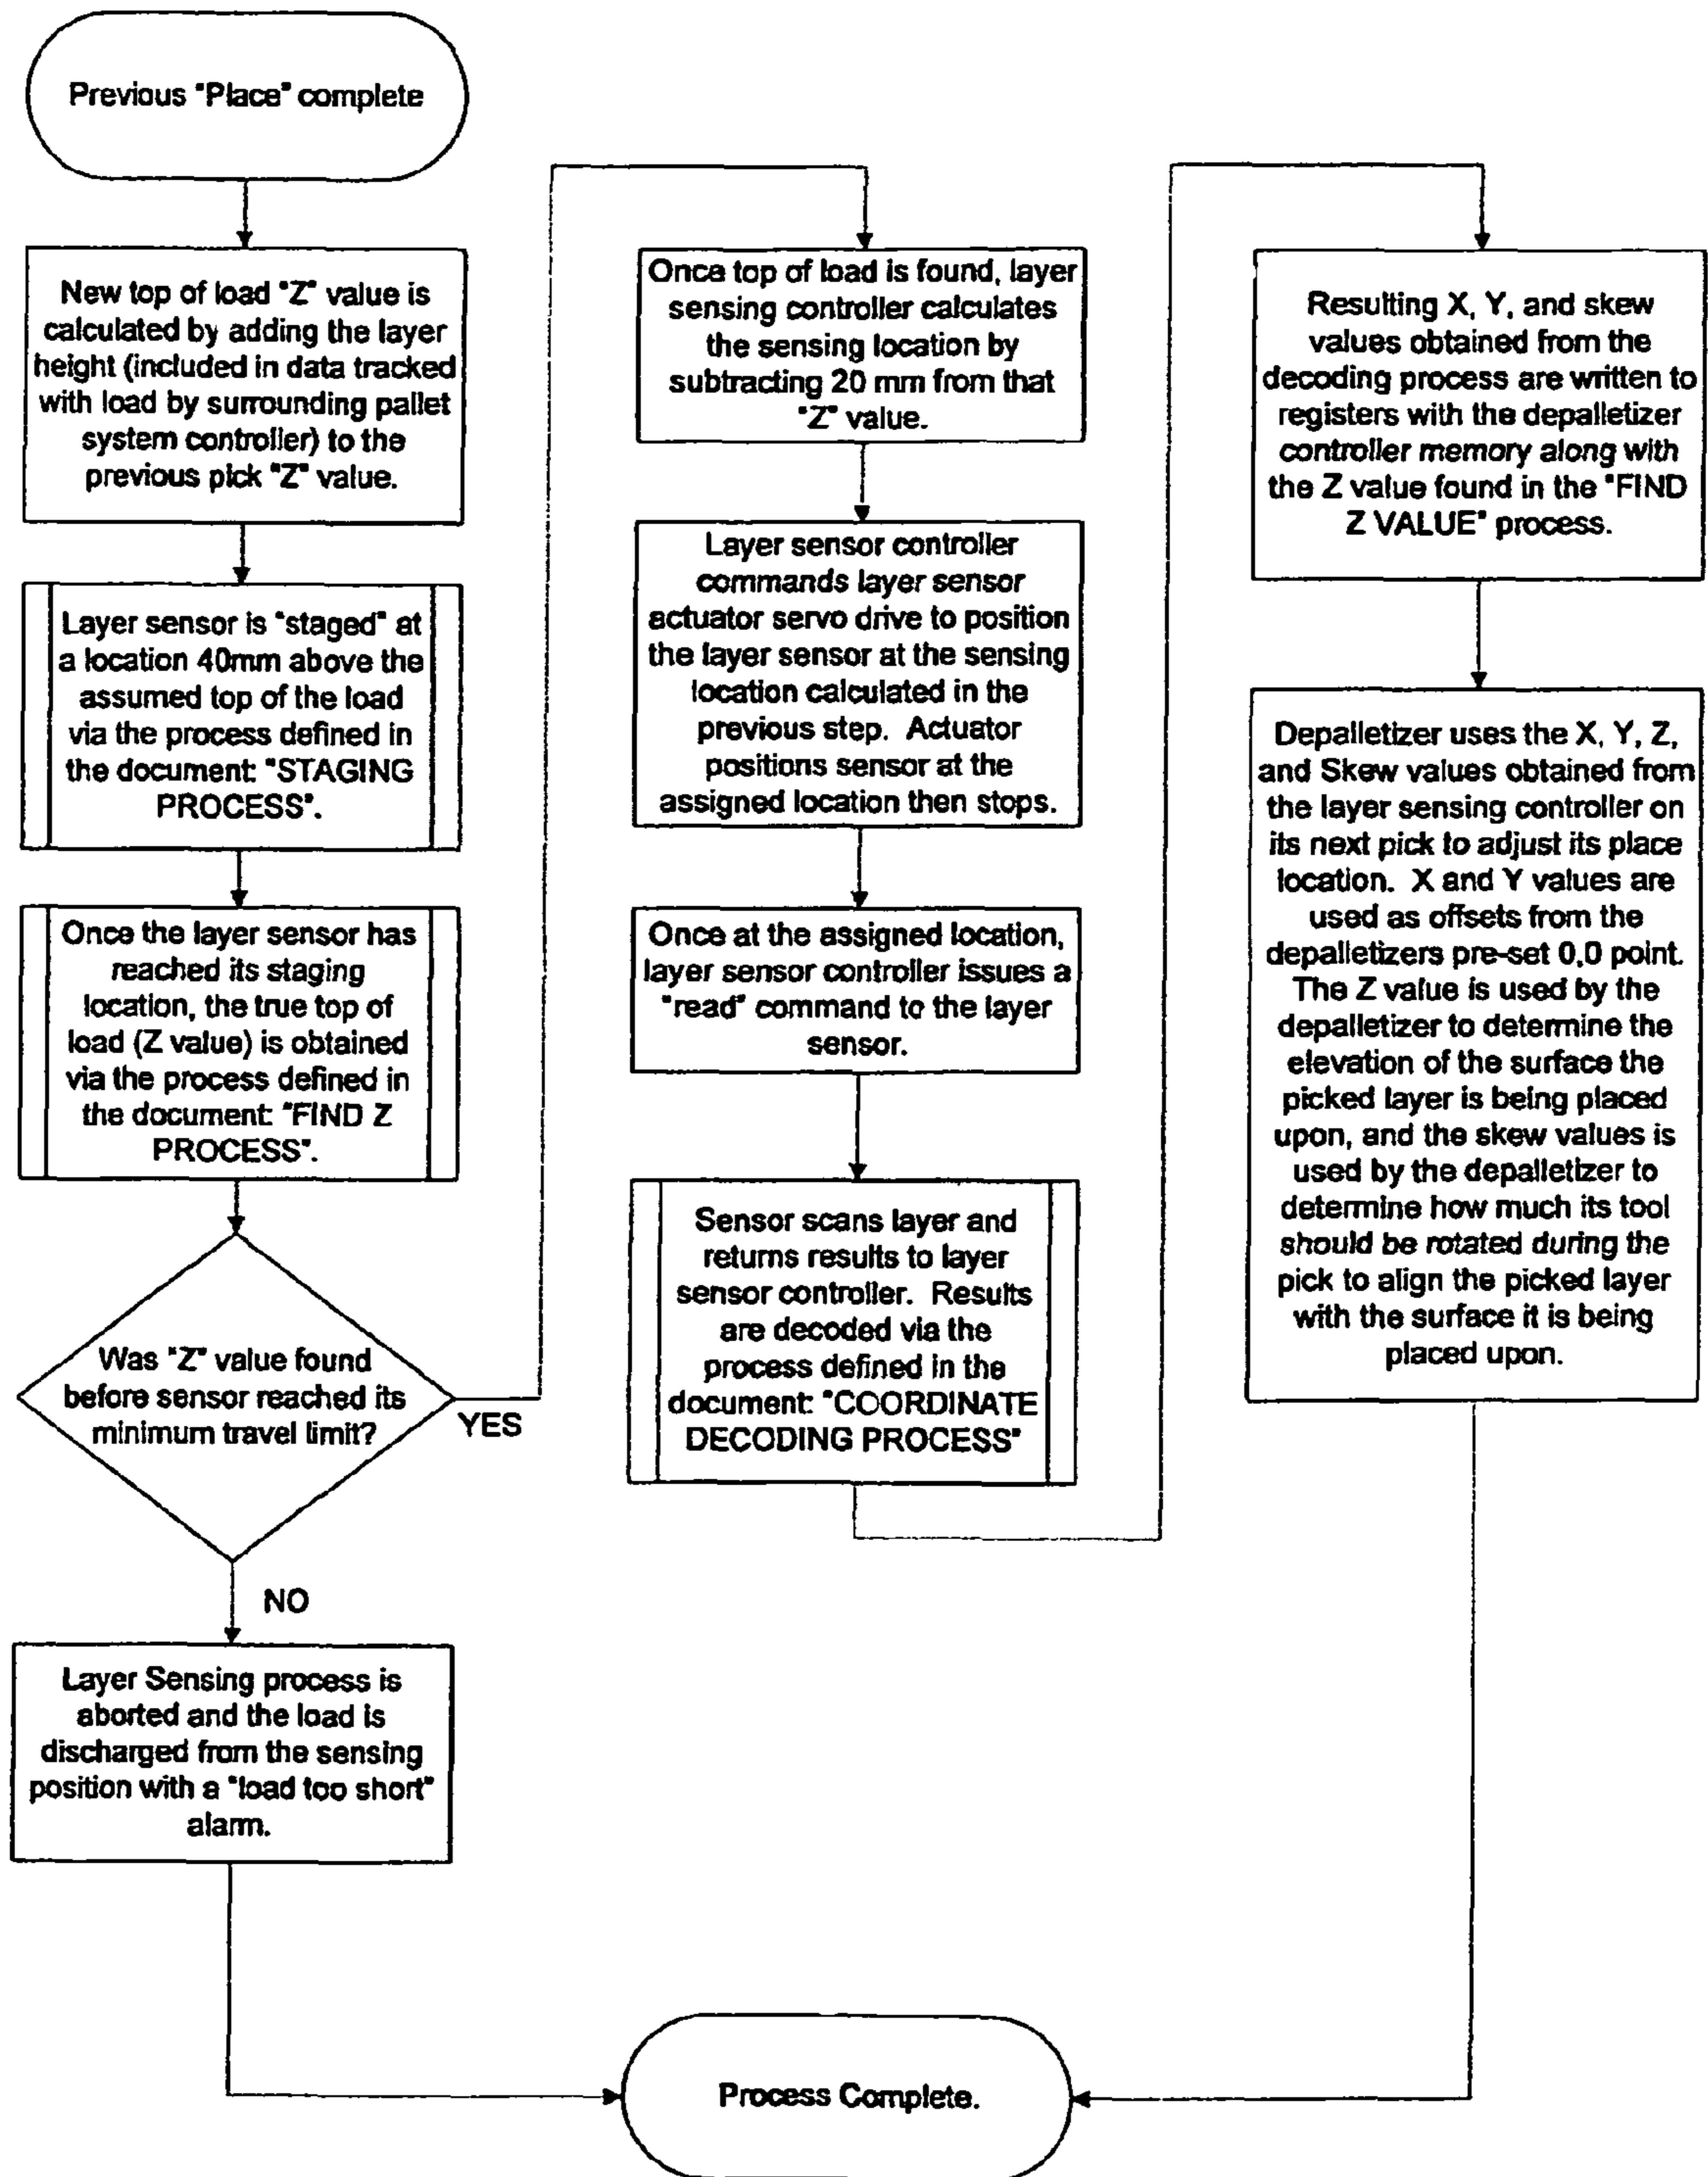 Previous "Place" complete
New top of load "Z" value is
calculated by adding the layer
height (included in data tracked
with load by surrounding pallet
system controller) to the
previous pick "Z" value.
Layer sensor is "staged" at
a location 40mm above the
assumed top of the load
via the process defined in
the document: "STAGING
PROCESS".
Once the layer sensor has
reached its staging
location, the true top of
load (Z value) is obtained
via the process defined in
the document: "FIND Z
PROCESS".
Was "Z" value found
before sensor reached its
minimum travel limit?
YES
NO
Layer Sensing process is
aborted and the load is
discharged from the sensing
position with a "load too short"
alarm.
Once top of load is found, layer
sensing controller calculates
the sensing location by
subtracting 20 mm from that
"Z" value.
Layer sensor controller
commands layer sensor
actuator servo drive to position
the layer sensor at the sensing
location calculated in the
previous step. Actuator
positions sensor at the
assigned location then stops.
Once at the assigned location,
layer sensor controller issues a
"read" command to the layer
sensor.
Sensor scans layer and
returns results to layer
sensor controller. Results
are decoded via the
process defined in the
document: "COORDINATE
DECODING PROCESS"
Resulting X, Y, and skew
values obtained from the
decoding process are written to
registers with the depalletizer
controller memory along with
the Z value found in the "FIND
Z VALUE" process.
Depalletizer uses the X, Y, Z,
and Skew values obtained from
the layer sensing controller on
its next pick to adjust its place
location. X and Y values are
used as offsets from the
depalletizers pre-set 0,0 point.
The Z value is used by the
depalletizer to determine the
elevation of the surface the
picked layer is being placed
upon, and the skew values is
used by the depalletizer to
determine how much its tool
should be rotated during the
pick to align the picked layer
with the surface it is being
placed upon.
Process Complete.